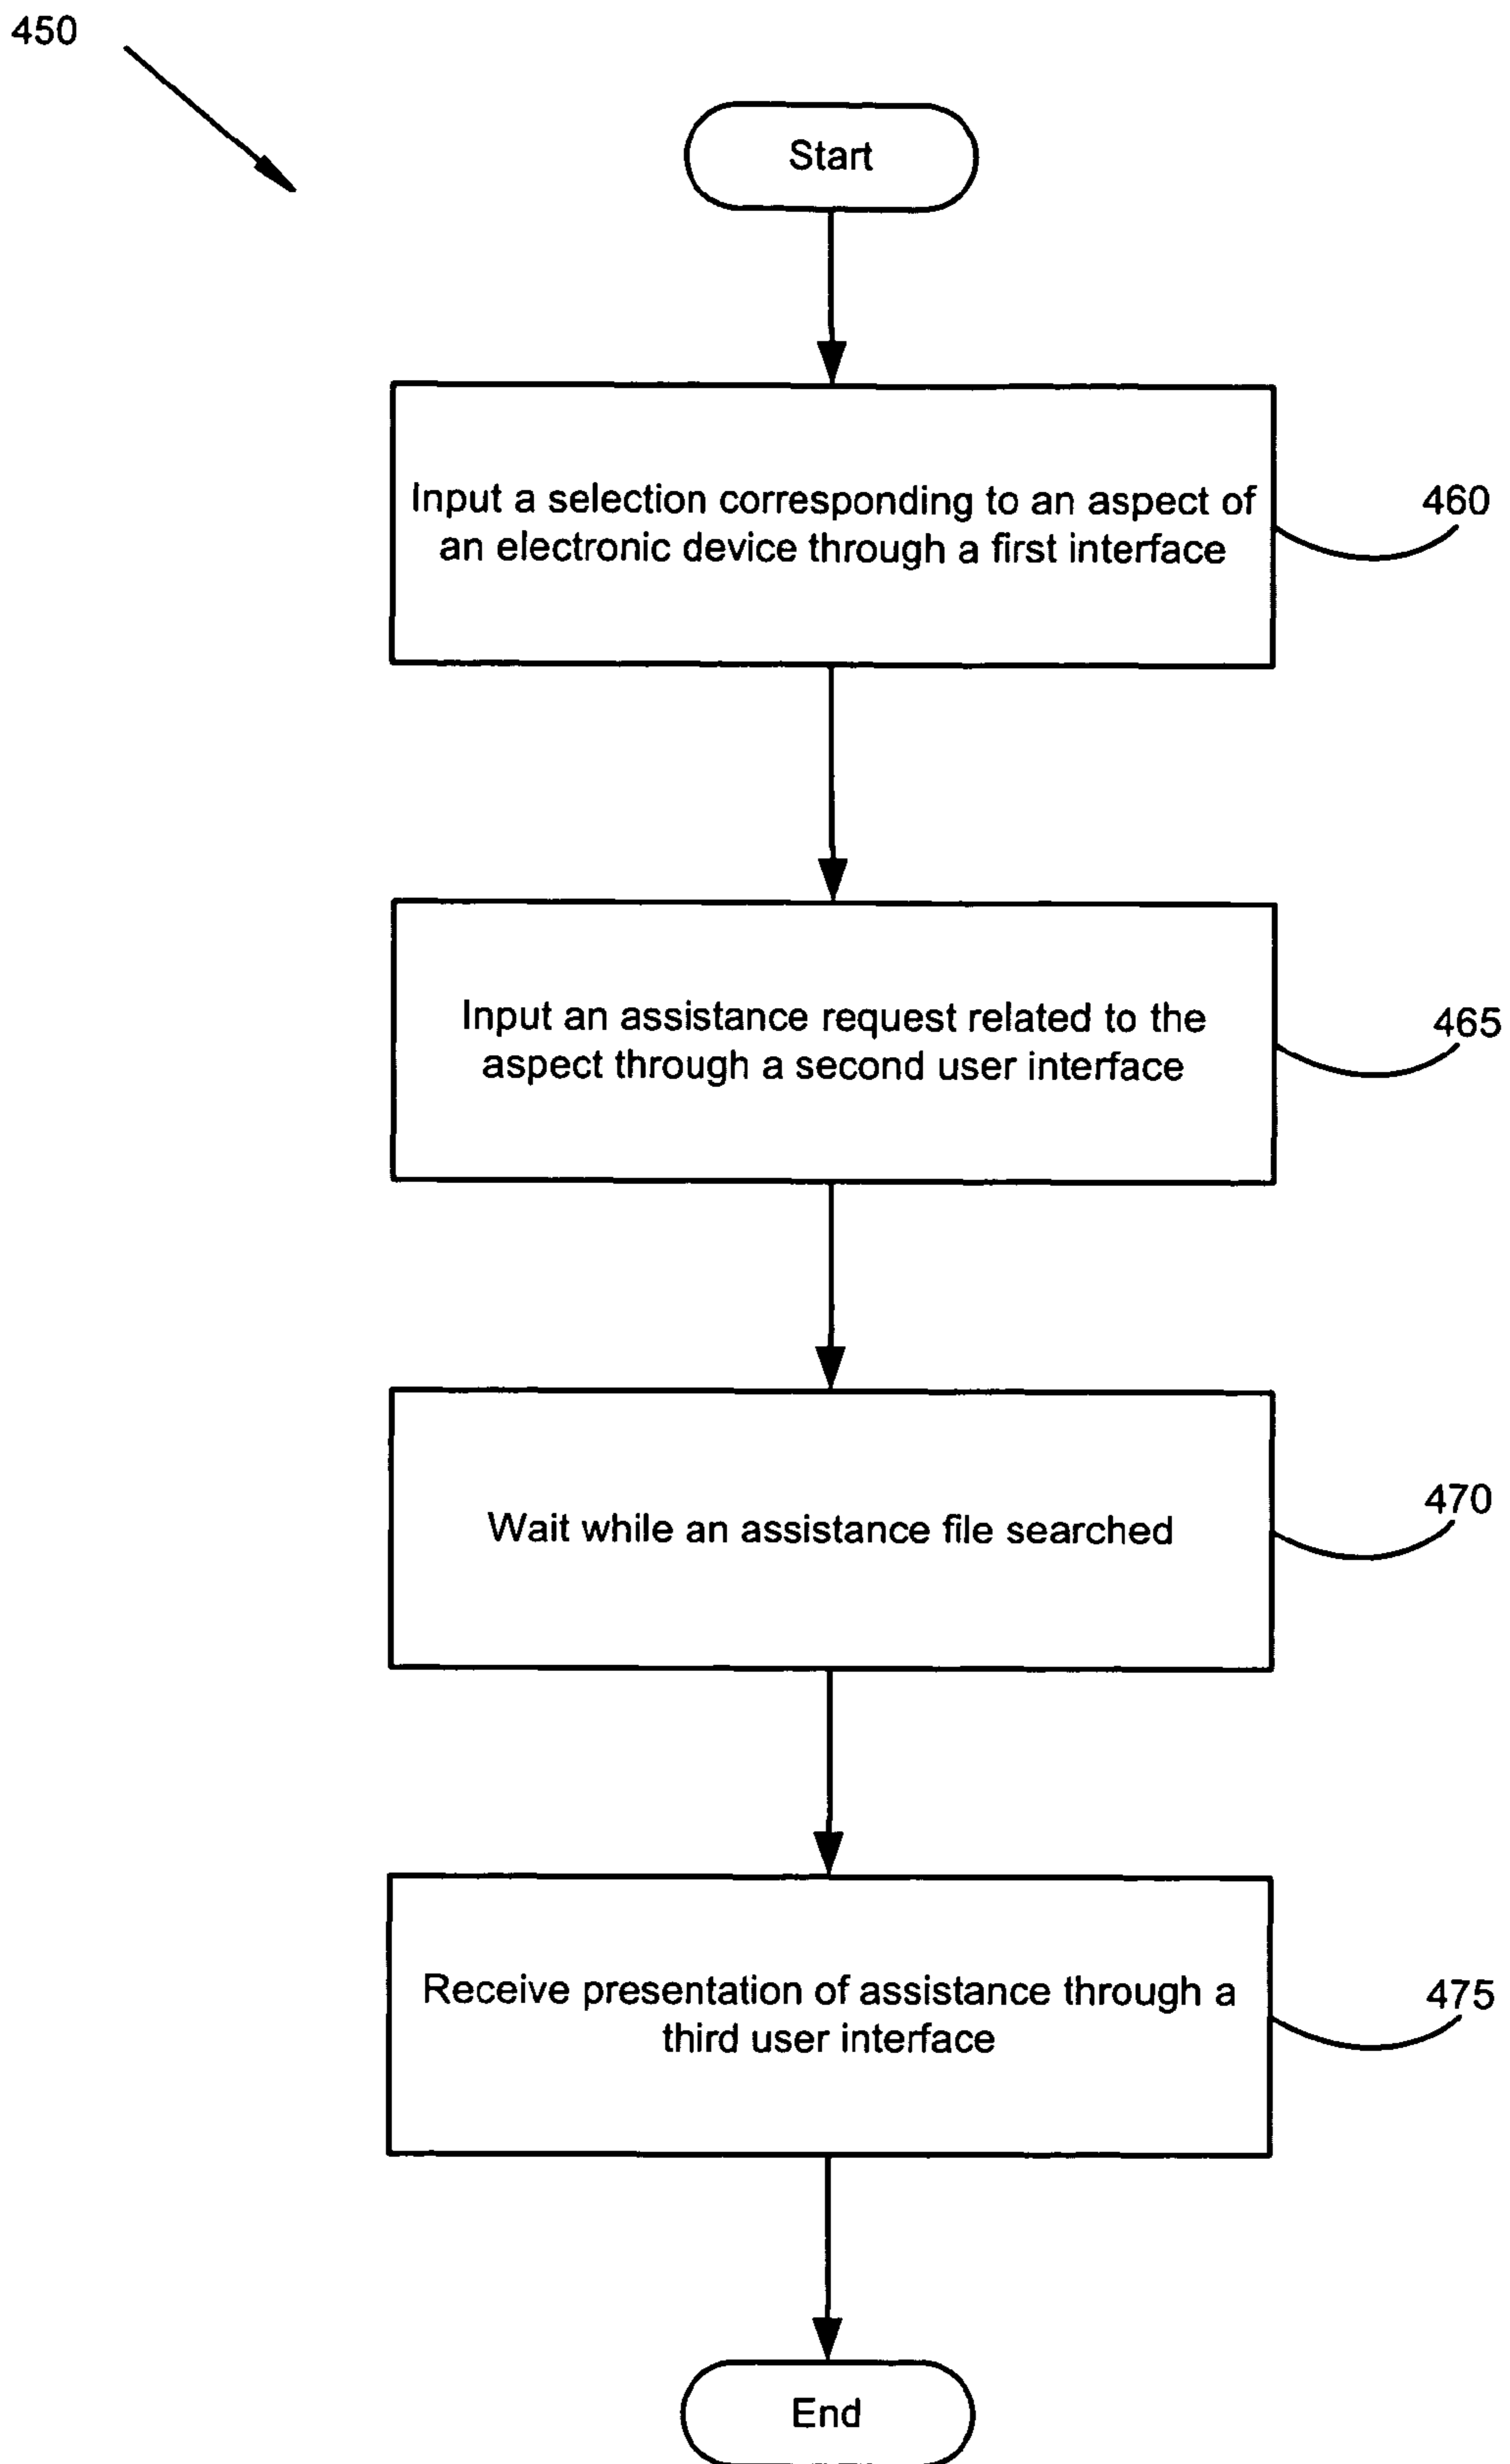 450
Start
Input a selection corresponding to an aspect of
an electronic device through a first interface
460
Input an assistance request related to the
aspect through a second user interface
465
Wait while an assistance file searched
470
Receive presentation of assistance through a
third user interface
475
End